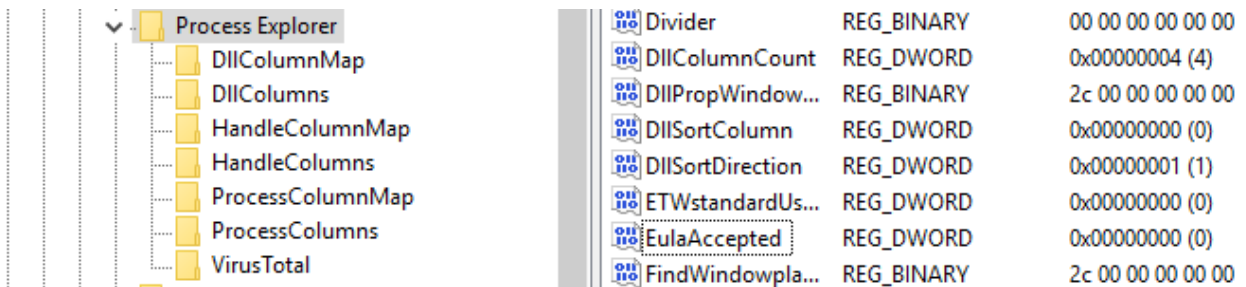 Process Explorer
DllColumnMap
DllColumns
HandleColumnMap
HandleColumns
ProcessColumnMap
ProcessColumns
VirusTotal
Divider REG_BINARY 00 00 00 00 00 00
DllColumnCount REG_DWORD 0x00000004 (4)
DllPropWindow... REG_BINARY 2c 00 00 00 00 00
DllSortColumn REG_DWORD 0x00000000 (0)
DllSortDirection REG_DWORD 0x00000001 (1)
ETWstandardUs... REG_DWORD 0x00000000 (0)
EulaAccepted REG_DWORD 0x00000000 (0)
FindWindowpla... REG_BINARY 2c 00 00 00 00 00